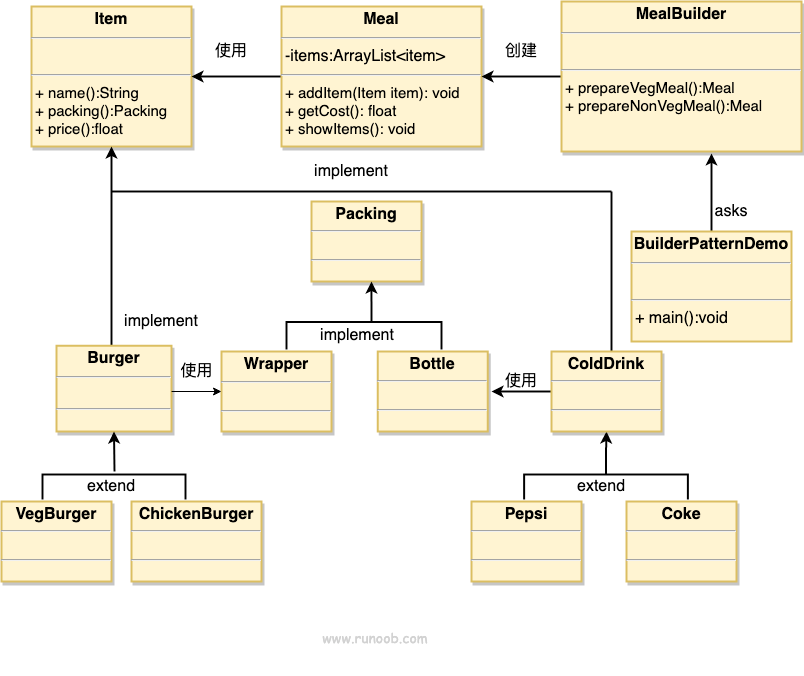 Item
+ name():String
+ packing():Packing
+ price():float
使用
Meal
-items:ArrayList<item>
+ addItem(Item item): void
+ getCost(): float
+ showItems(): void
创建
MealBuilder
+ prepareVegMeal():Meal
+ prepareNonVegMeal():Meal
implement
asks
Packing
BuilderPatternDemo
+ main():void
implement
implement
Burger
使用
Wrapper
Bottle
使用
ColdDrink
extend
extend
VegBurger
ChickenBurger
Pepsi
Coke
www.runoob.com